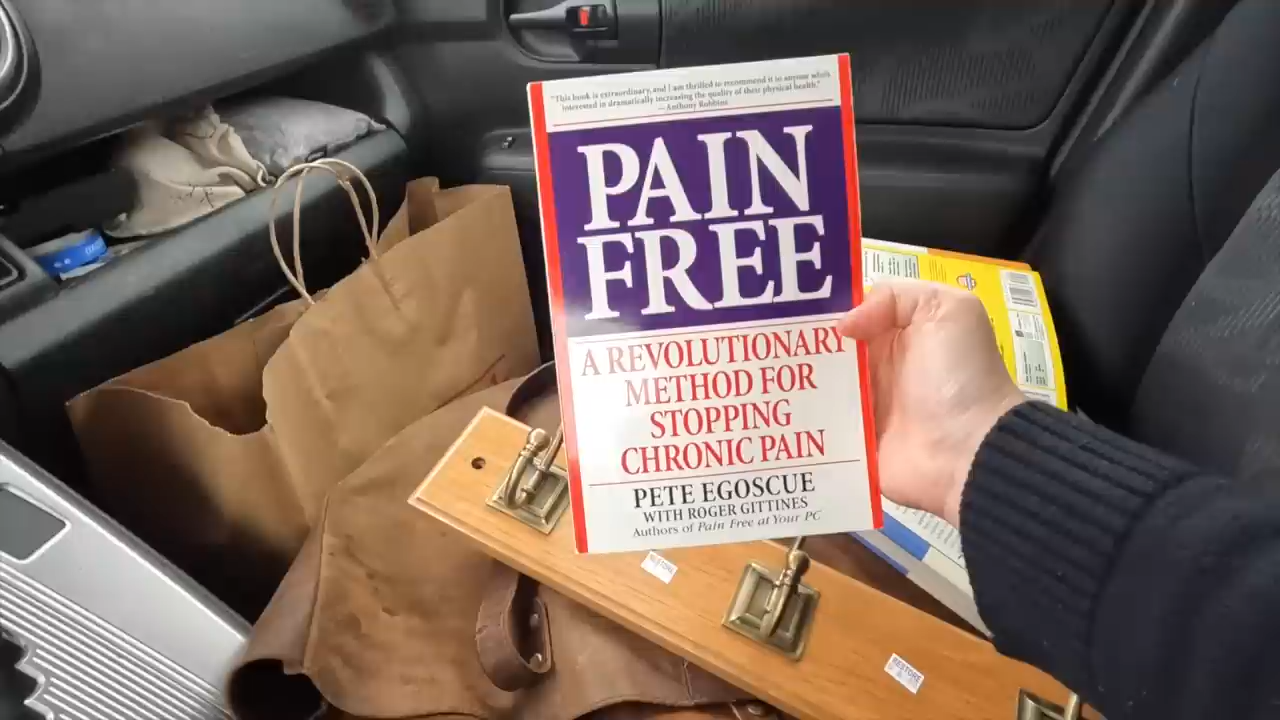 "This book is extraordinary, and I am thrilled to recommend it to anyone who's
interested in dramatically increasing the quality of their physical health."
—Anthony Robbins
PAIN
FREE
A REVOLUTIONARY
METHOD FOR
STOPPING
CHRONIC PAIN
PETE EGOSCUE
WITH ROGER GITTINES
Authors of Pain Free at Your PC
RESTORE
RESTORE